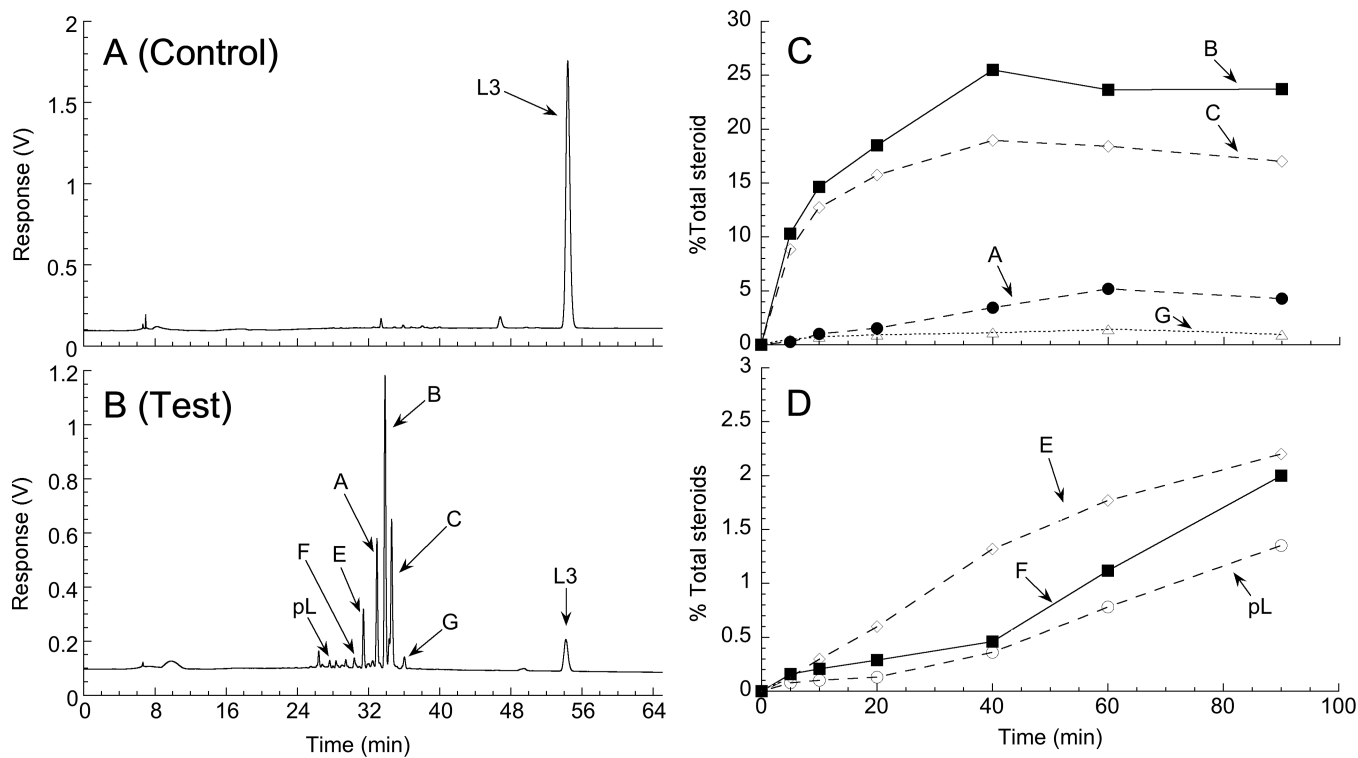 A (Control)
L3
2
1.5
1
0.5
0
Response (V)
B (Test)
B
A
C
F
E
pL
L3
G
1.2
1
0.8
0.6
0.4
0.2
0
Response (V)
0 8 16 24 32 40 48 56 64
Time (min)
C
B
C
A
G
30
25
20
15
10
5
0
%Total steroid
D
E
F
pL
3
2.5
2
1.5
1
0.5
0
% Total steroids
0 20 40 60 80 100
Time (min)